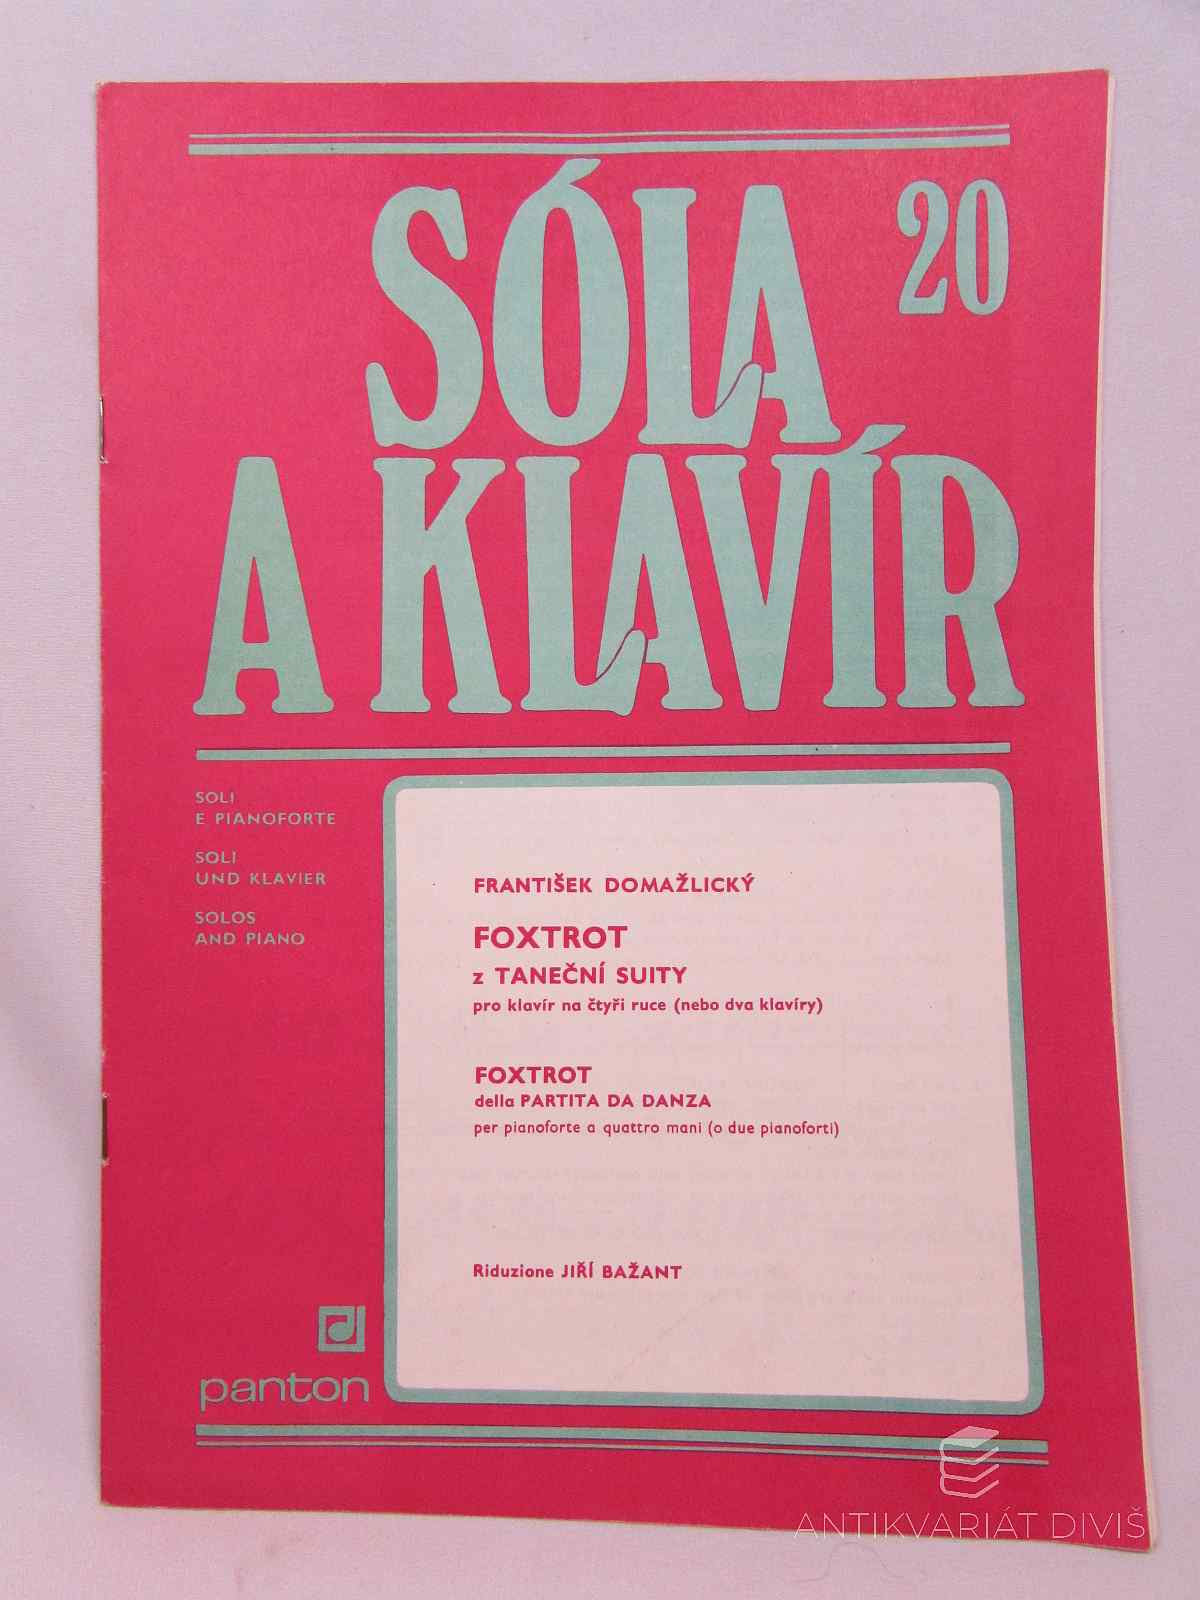 SÓLA
20
A KLAVÍR
SOLI
E PIANOFORTE
SOLI
UND KLAVIER
SOLOS
AND PIANO
FRANTIŠEK DOMAŽLICKÝ
FOXTROT
z TANEČNÍ SUITY
pro klavír na čtyři ruce (nebo dva klavíry)
FOXTROT
della PARTITA DA DANZA
per pianoforte a quattro mani (o due pianoforti)
Riduzione JIŘÍ BAŽANT
panton
ANTIKVARIÁT DIVIŠ